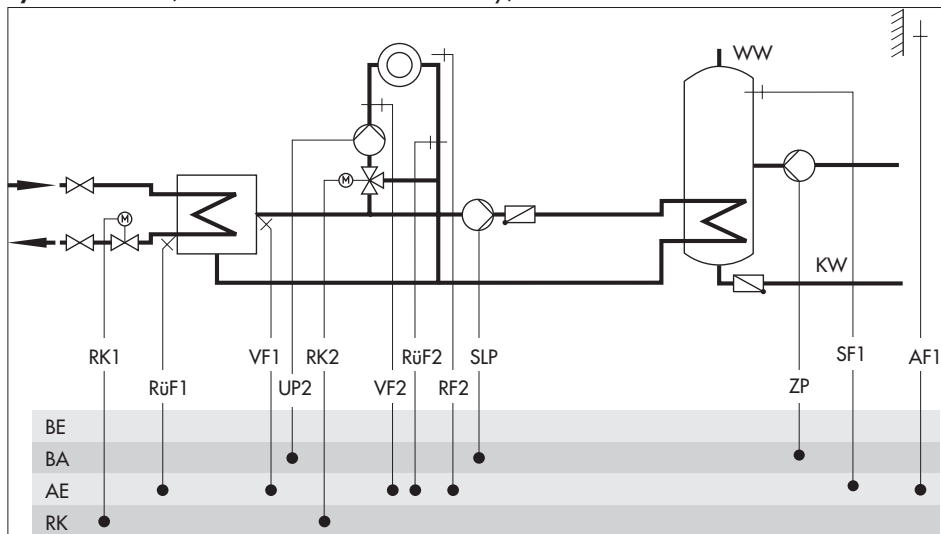 WW
M
M
KW
RK1
VF1
RK2
RüF2
SLP
SF1
AF1
RüF1
UP2
VF2
RF2
ZP
BE
BA
AE
RK